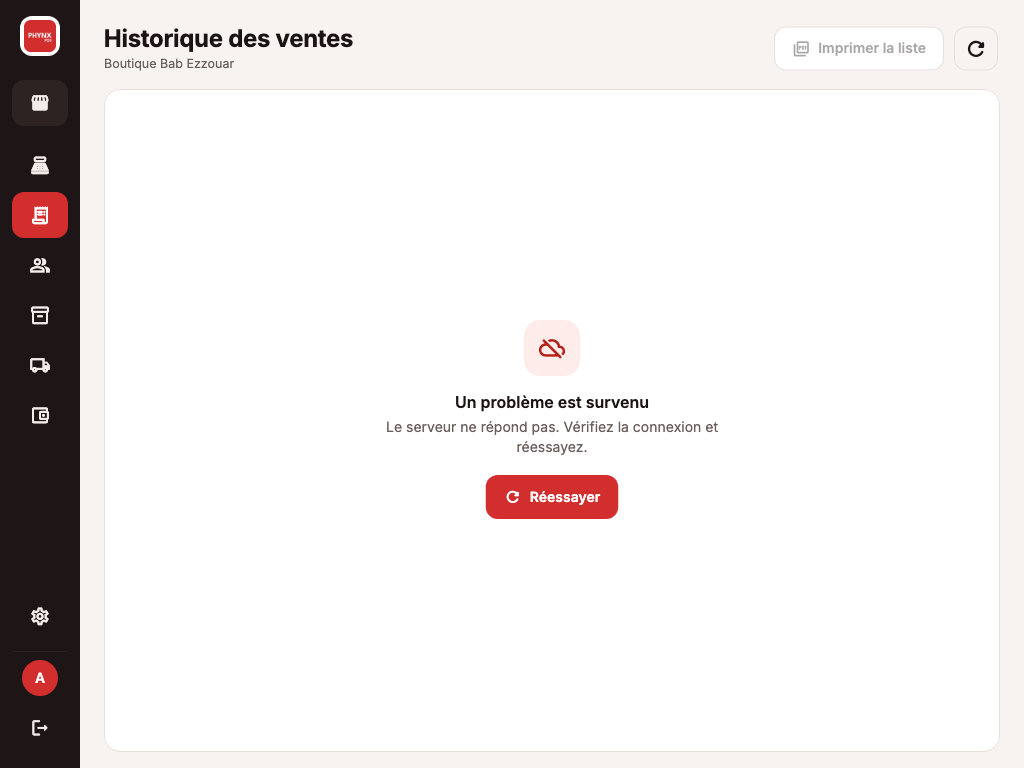 PHYNX
Historique des ventes
Boutique Bab Ezzouar
Imprimer la liste
Un problème est survenu
Le serveur ne répond pas. Vérifiez la connexion et
réessayez.
Réessayer
A